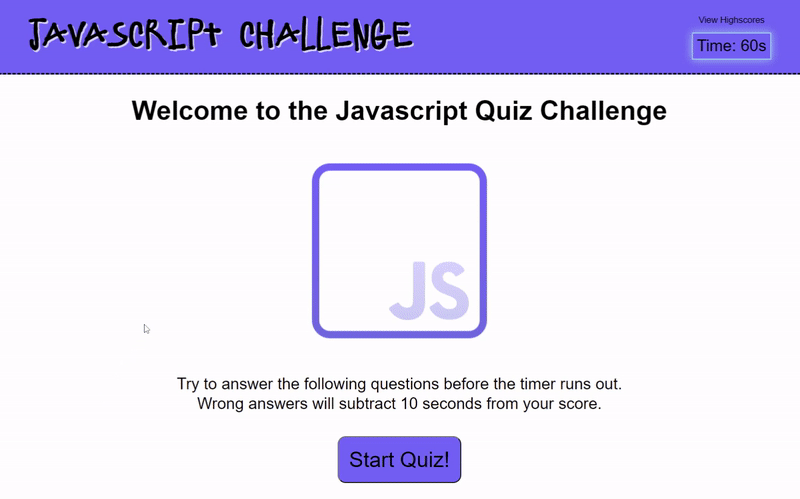 JAVASCRIPT CHALLENGE
View Highscores
Time: 60s
Welcome to the Javascript Quiz Challenge
JS
Try to answer the following questions before the timer runs out.
Wrong answers will subtract 10 seconds from your score.
Start Quiz!